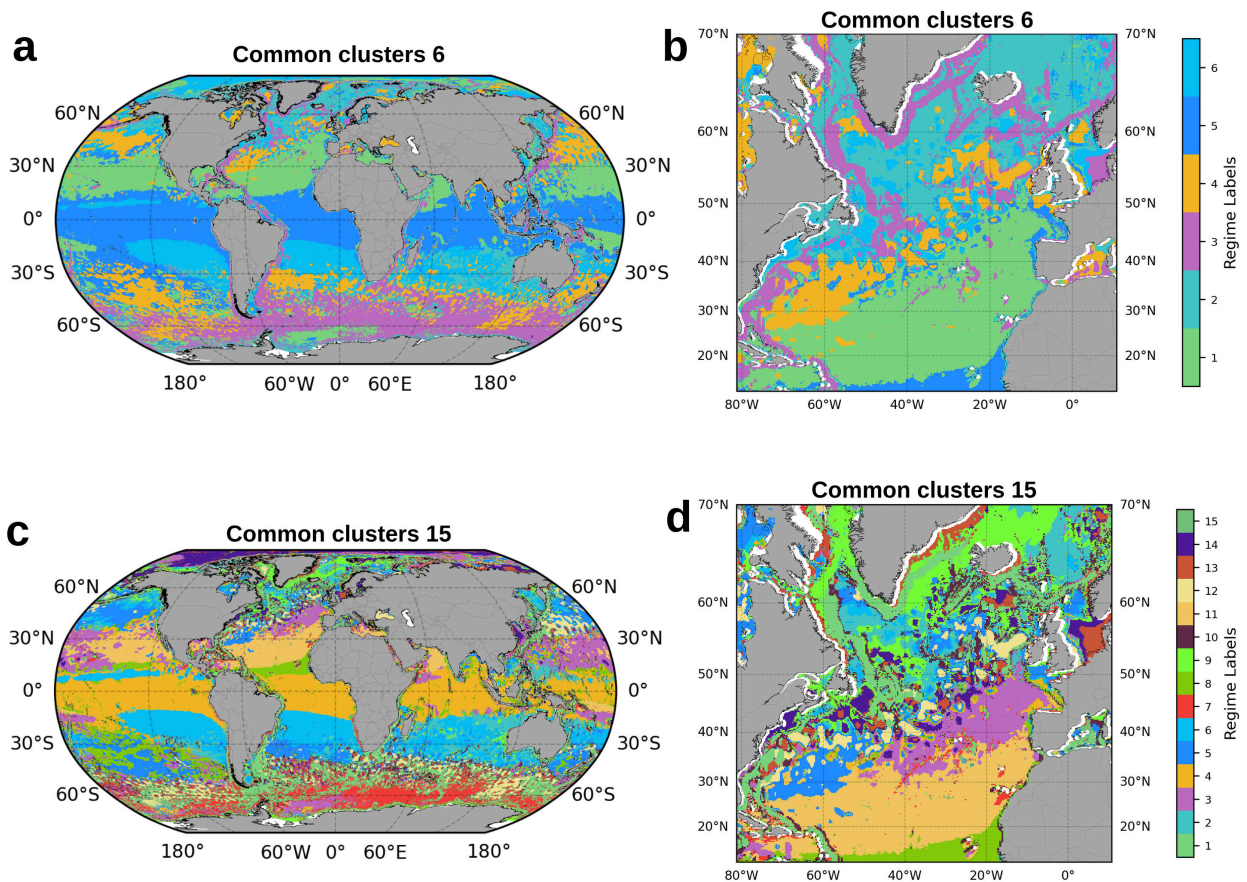 a
Common clusters 6
60°N
60°N
30°N
30°N
0°
0°
30°S
30°S
60°S
60°S
180°
60°W
0°
60°E
180°
b
Common clusters 6
70°N
70°N
60°N
60°N
50°N
50°N
40°N
40°N
30°N
30°N
20°N
20°N
80°W
60°W
40°W
20°W
0°
6
5
4
3
2
1
Regime Labels
c
Common clusters 15
60°N
60°N
30°N
30°N
0°
0°
30°S
30°S
60°S
60°S
180°
60°W
0°
60°E
180°
d
Common clusters 15
70°N
70°N
60°N
60°N
50°N
50°N
40°N
40°N
30°N
30°N
20°N
20°N
80°W
60°W
40°W
20°W
0°
15
14
13
12
11
10
9
8
7
6
5
4
3
2
1
Regime Labels